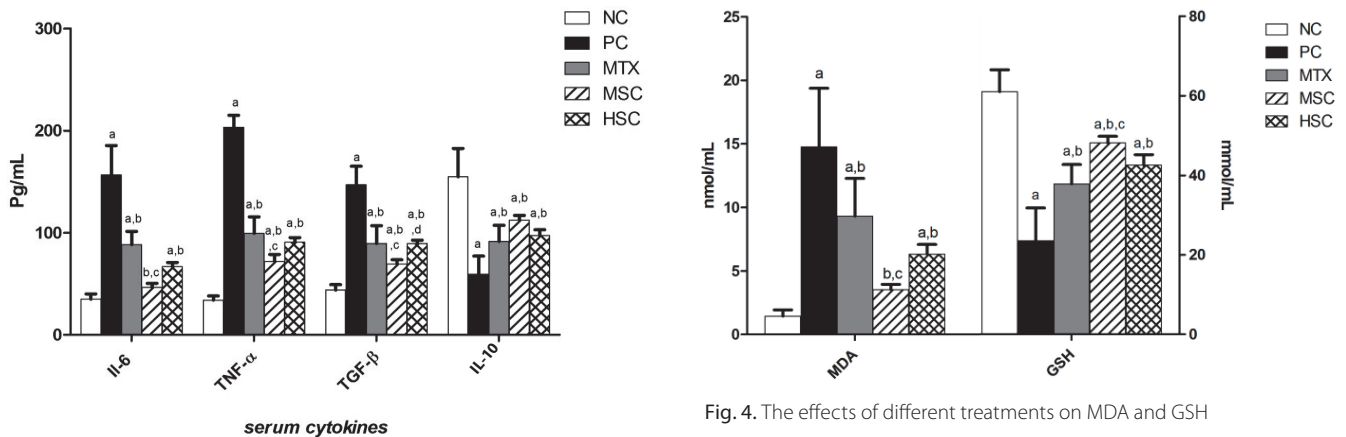 300
200
100
0
Pg/mL
a
a,b
b,c
a,b
a
a,b
a,b
,c
a,b
a
a,b
a,b
,c
a,b
,d
a
a,b
a,b
a,b
Il-6
TNF-α
TGF-β
IL-10
serum cytokines
NC
PC
MTX
MSC
HSC
25
20
15
10
5
0
nmol/mL
a
a,b
b,c
a,b
a
a,b
a,b,c
a,b
MDA
GSH
80
60
40
20
0
mmol/mL
NC
PC
MTX
MSC
HSC
Fig. 4. The effects of different treatments on MDA and GSH